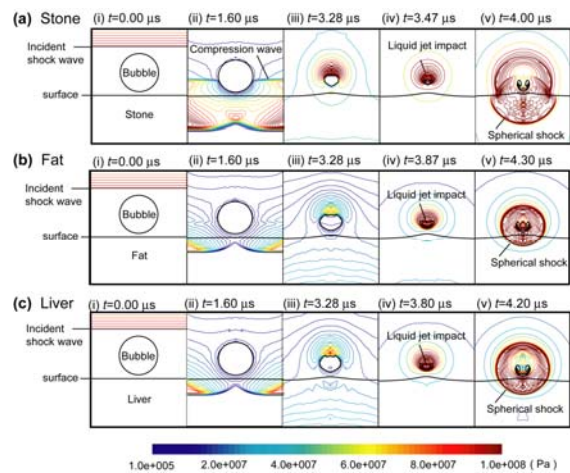 (a) Stone
(i) t=0.00 μs (ii) t=1.60 μs (iii) t=3.28 μs (iv) t=3.47 μs (v) t=4.00 μs
Incident
shock wave
Compression wave
Liquid jet impact
Bubble
surface
Stone
Spherical shock
(b) Fat
(i) t=0.00 μs (ii) t=1.60 μs (iii) t=3.28 μs (iv) t=3.87 μs (v) t=4.30 μs
Incident
shock wave
Liquid jet impact
Bubble
surface
Fat
Spherical shock
(c) Liver
(i) t=0.00 μs (ii) t=1.60 μs (iii) t=3.28 μs (iv) t=3.80 μs (v) t=4.20 μs
Incident
shock wave
Liquid jet impact
Bubble
surface
Liver
Spherical shock
1.0e+005 2.0e+007 4.0e+007 6.0e+007 8.0e+007 1.0e+008 (Pa)